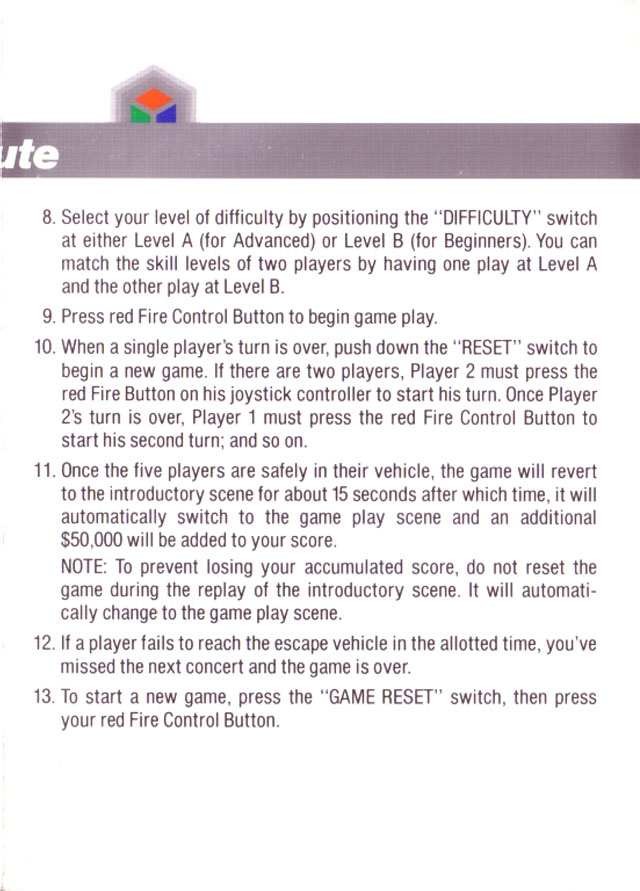 ute
8. Select your level of difficulty by positioning the "DIFFICULTY" switch
at either Level A (for Advanced) or Level B (for Beginners). You can
match the skill levels of two players by having one play at Level A
and the other play at Level B.
9. Press red Fire Control Button to begin game play.
10. When a single player's turn is over, push down the "RESET" switch to
begin a new game. If there are two players, Player 2 must press the
red Fire Button on his joystick controller to start his turn. Once Player
2's turn is over, Player 1 must press the red Fire Control Button to
start his second turn; and so on.
11. Once the five players are safely in their vehicle, the game will revert
to the introductory scene for about 15 seconds after which time, it will
automatically switch to the game play scene and an additional
$50,000 will be added to your score.
NOTE: To prevent losing your accumulated score, do not reset the
game during the replay of the introductory scene. It will automati-
cally change to the game play scene.
12. If a player fails to reach the escape vehicle in the allotted time, you've
missed the next concert and the game is over.
13. To start a new game, press the "GAME RESET" switch, then press
your red Fire Control Button.